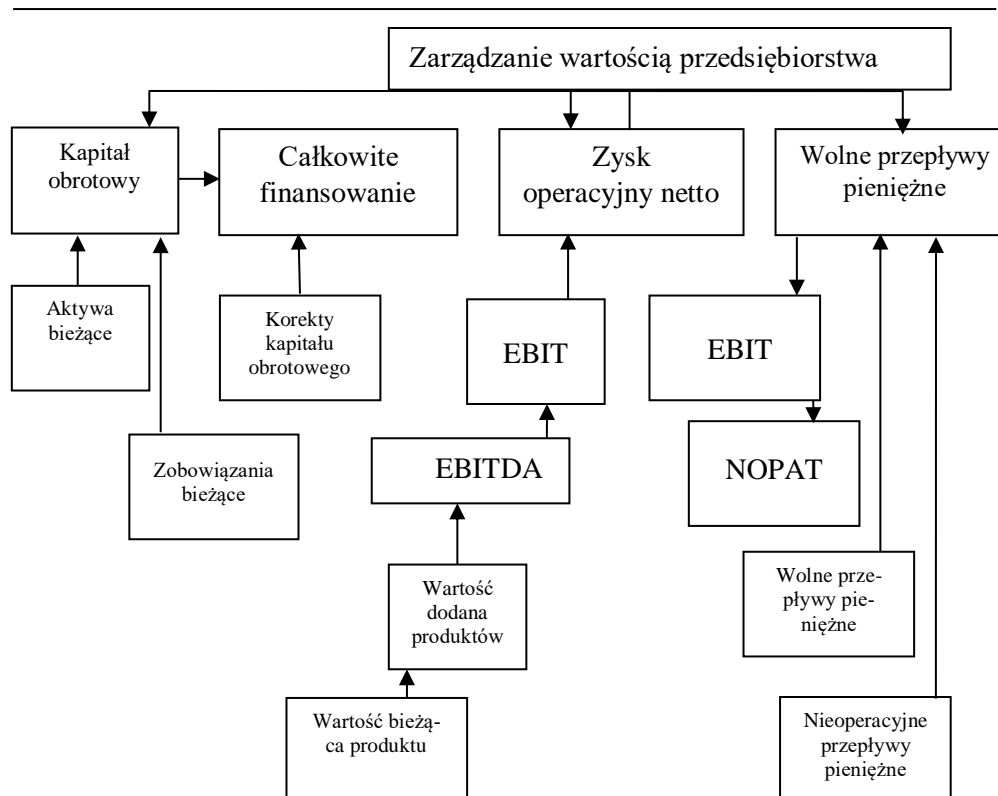 Zarządzanie wartością przedsiębiorstwa
Kapitał
obrotowy
Całkowite
finansowanie
Zysk
operacyjny netto
Wolne przepływy
pieniężne
Aktywa
bieżące
Korekty
kapitału
obrotowego
EBIT
EBIT
Zobowiązania
bieżące
EBITDA
NOPAT
Wartość
dodana
produktów
Wolne prze-
pływy pie-
niężne
Wartość bieżą-
ca produktu
Nieoperacyjne
przepływy
pieniężne